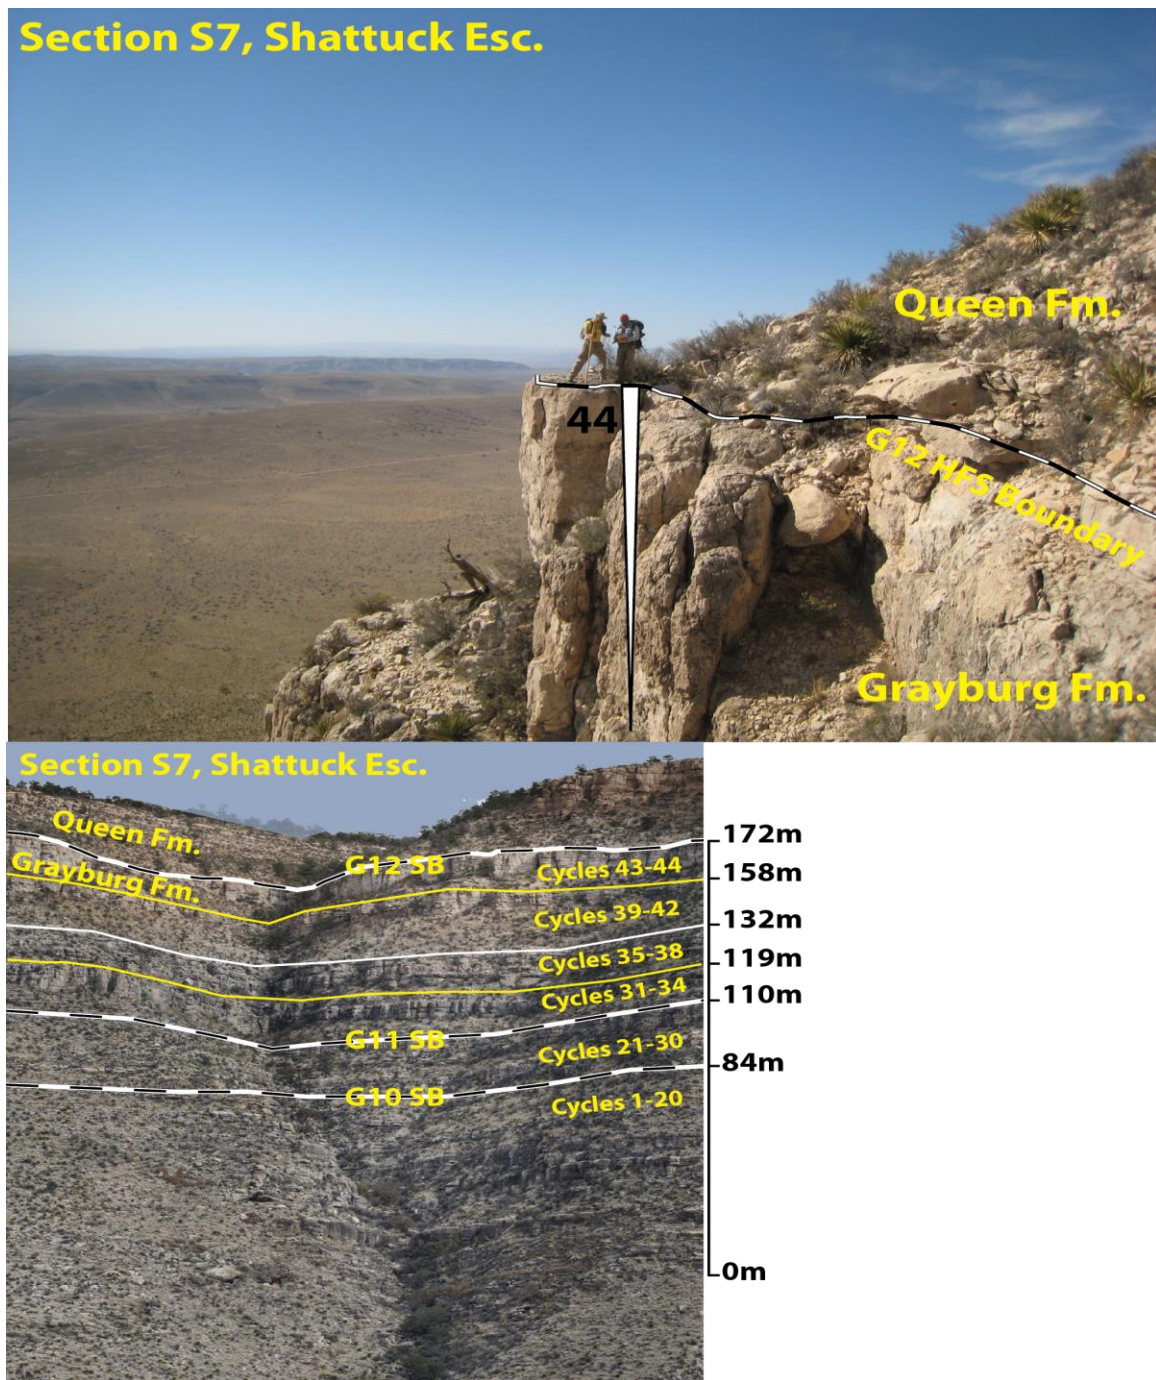 Section S7, Shattuck Esc.
Queen Fm.
44
G12 HFS Boundary
Grayburg Fm.
Section S7, Shattuck Esc.
Queen Fm.
Grayburg Fm.
G12 SB
Cycles 43-44
Cycles 39-42
Cycles 35-38
Cycles 31-34
G11 SB
Cycles 21-30
G10 SB
Cycles 1-20
172m
158m
132m
119m
110m
84m
0m